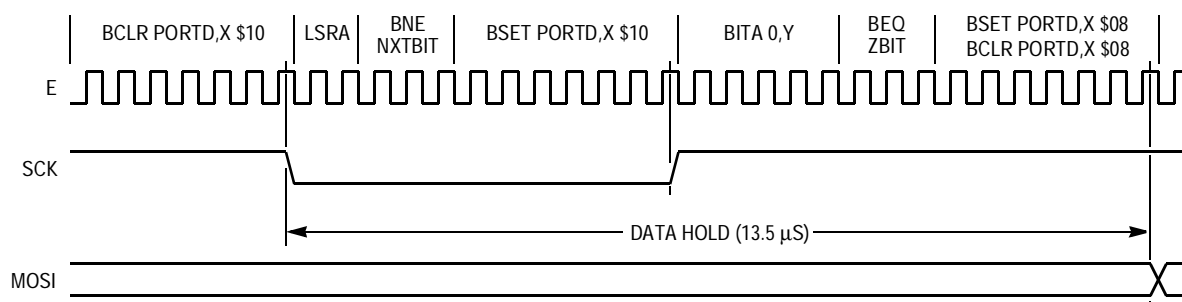 BCLR PORTD,X $10
LSRA
BNE
NXTBIT
BSET PORTD,X $10
BITA 0,Y
BEQ
ZBIT
BSET PORTD,X $08
BCLR PORTD,X $08
E
SCK
DATA HOLD (13.5 µS)
MOSI